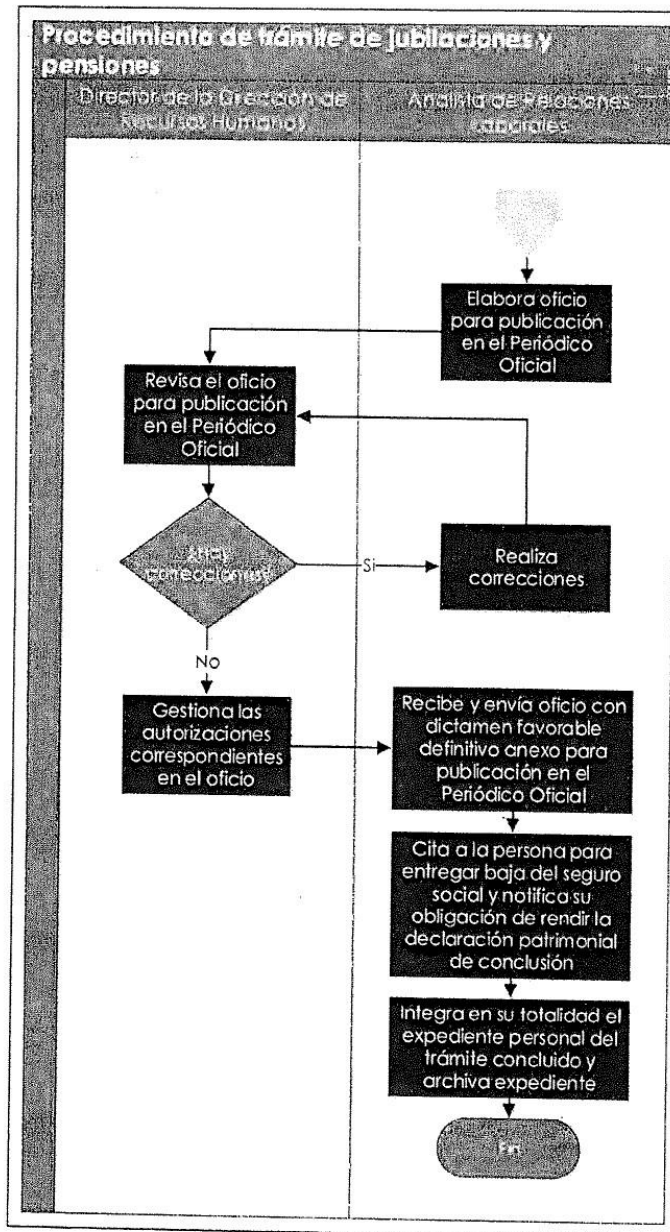 Procedimiento de trámite de jubilaciones y
pensiones
Director de la Dirección de
Recursos Humanos
Analista de Relaciones
Laborales
Elabora oficio
para publicación
en el Periódico
Oficial
Revisa el oficio
para publicación
en el Periódico
Oficial
¿Hay
correcciones?
Si
Realiza
correcciones
No
Gestiona las
autorizaciones
correspondientes
en el oficio
Recibe y envía oficio con
dictamen favorable
definitivo anexo para
publicación en el
Periódico Oficial
Cita a la persona para
entregar baja del seguro
social y notifica su
obligación de rendir la
declaración patrimonial
de conclusión
Integra en su totalidad el
expediente personal del
trámite concluido y
archiva expediente
Fin